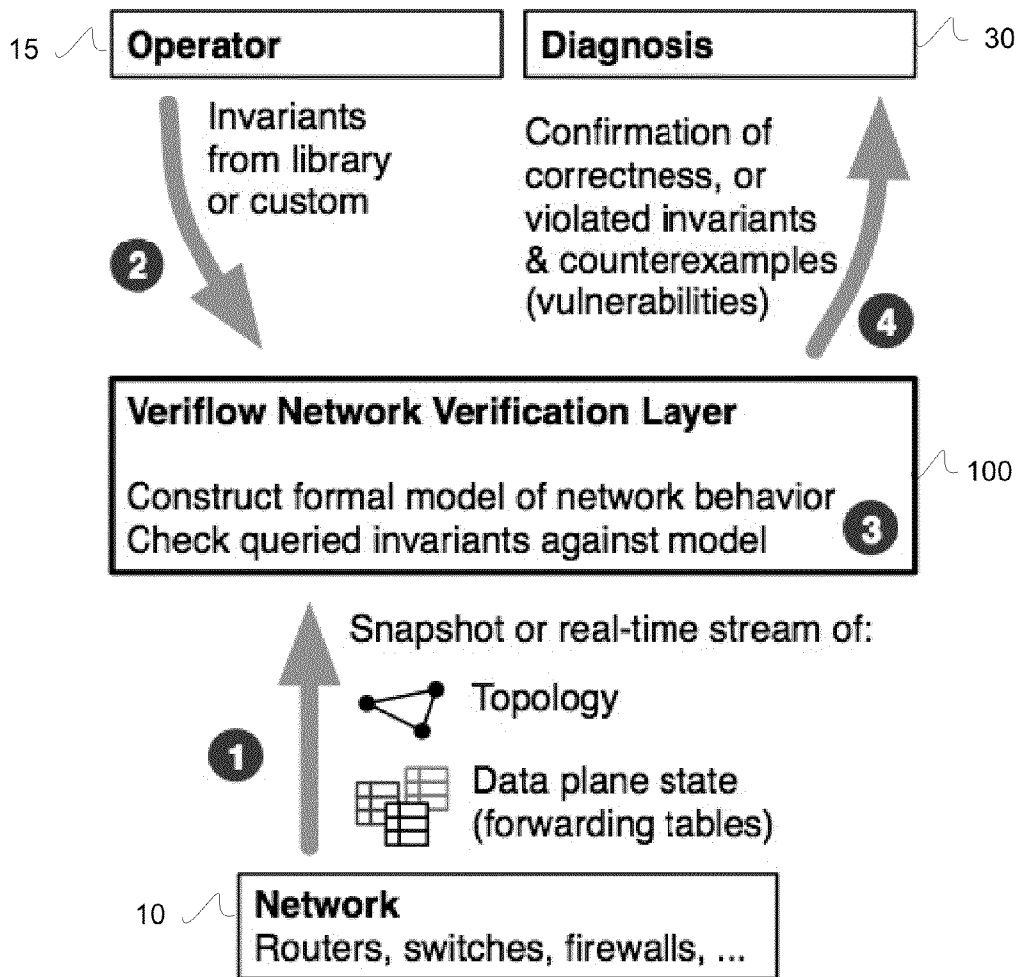 15
Operator
Diagnosis
30
Invariants
from library
or custom
Confirmation of
correctness, or
violated invariants
& counterexamples
(vulnerabilities)
2
4
Veriflow Network Verification Layer
100
Construct formal model of network behavior
Check queried invariants against model
3
Snapshot or real-time stream of:
Topology
1
Data plane state
(forwarding tables)
10
Network
Routers, switches, firewalls, ...